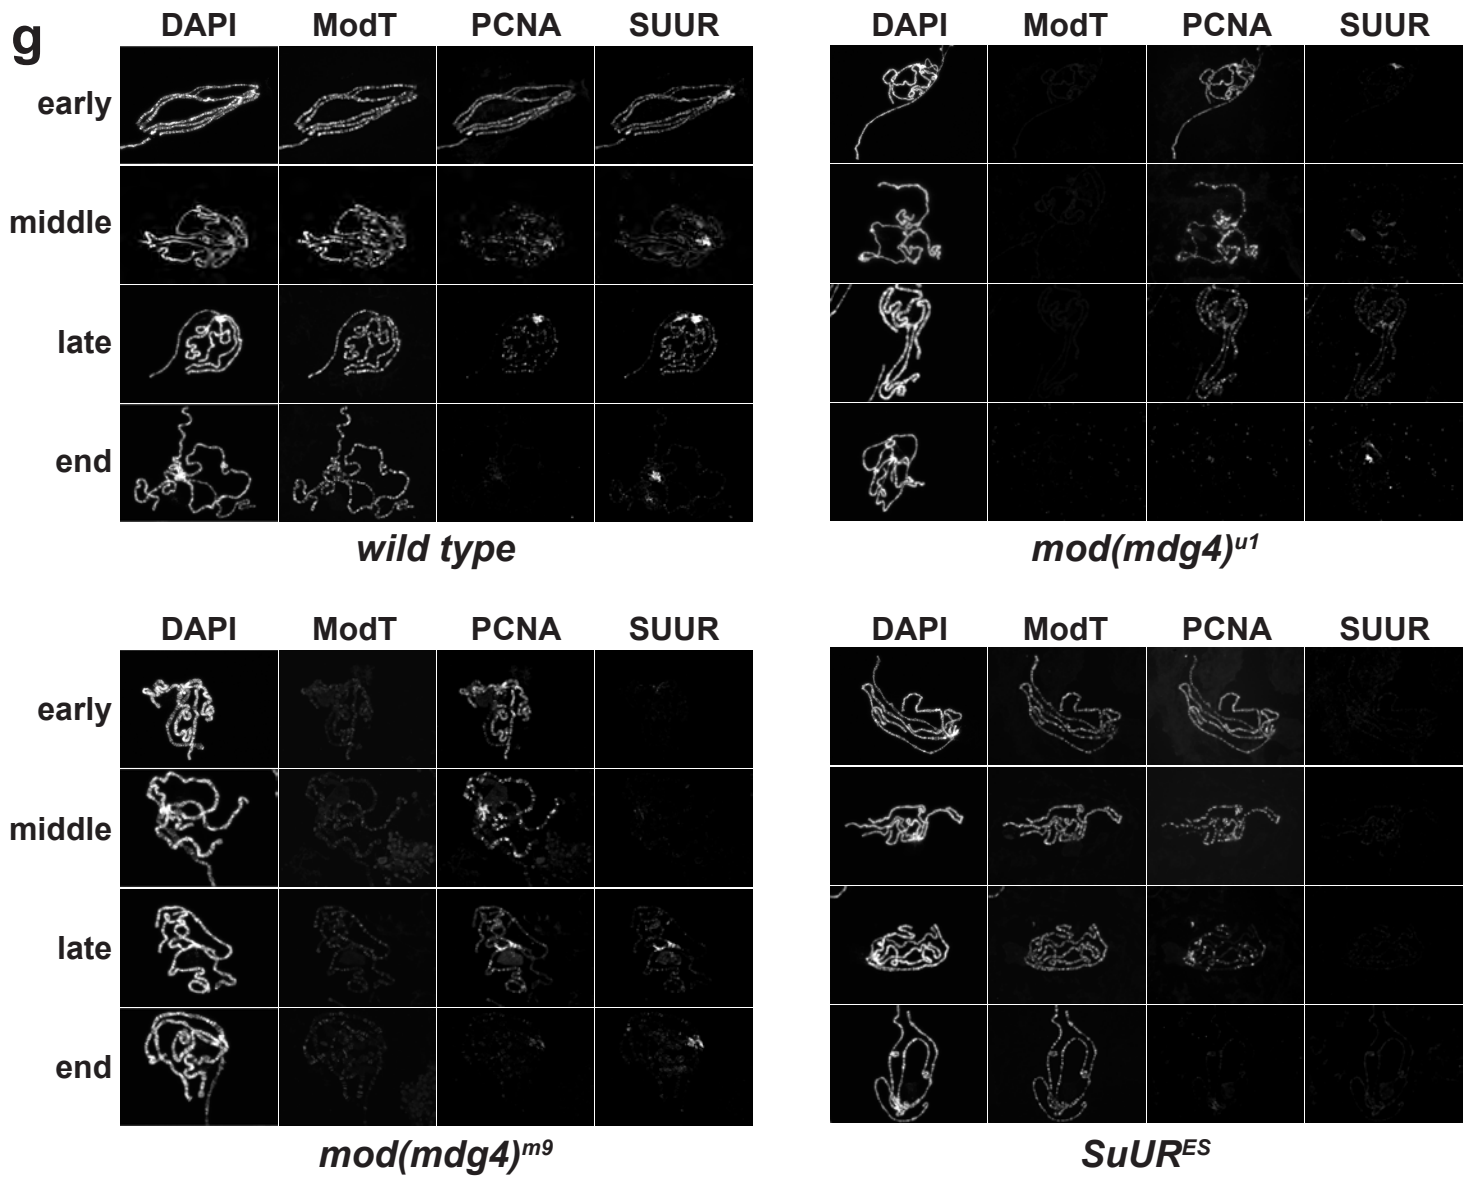 g
DAPI ModT PCNA SUUR
early
middle
late
end
wild type
DAPI ModT PCNA SUUR
mod(mdg4)u1
DAPI ModT PCNA SUUR
early
middle
late
end
mod(mdg4)m9
DAPI ModT PCNA SUUR
SuURES